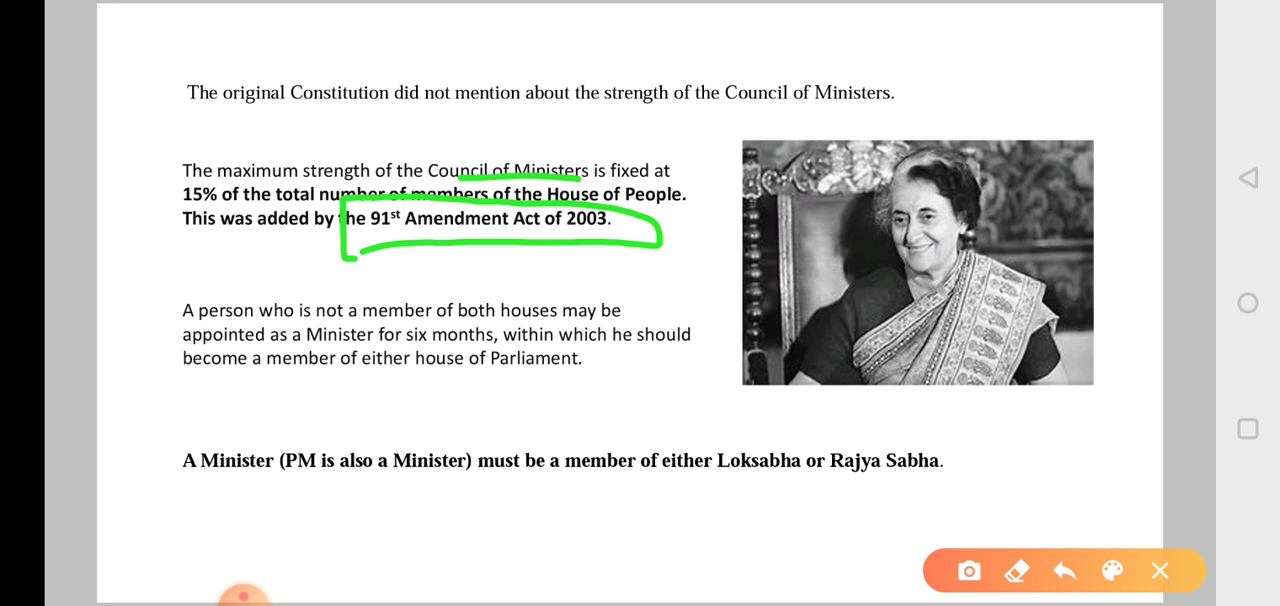 The original Constitution did not mention about the strength of the Council of Ministers.
The maximum strength of the Council of Ministers is fixed at
15% of the total number of members of the House of People.
This was added by the 91st Amendment Act of 2003.
A person who is not a member of both houses may be
appointed as a Minister for six months, within which he should
become a member of either house of Parliament.
A Minister (PM is also a Minister) must be a member of either Loksabha or Rajya Sabha.